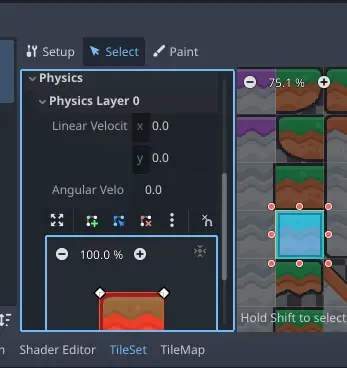 Setup Select Paint
Physics
Physics Layer 0
Linear Velocit x 0.0
y 0.0
Angular Velo 0.0
100.0 %
75.1 %
Hold Shift to select
Shader Editor TileSet TileMap